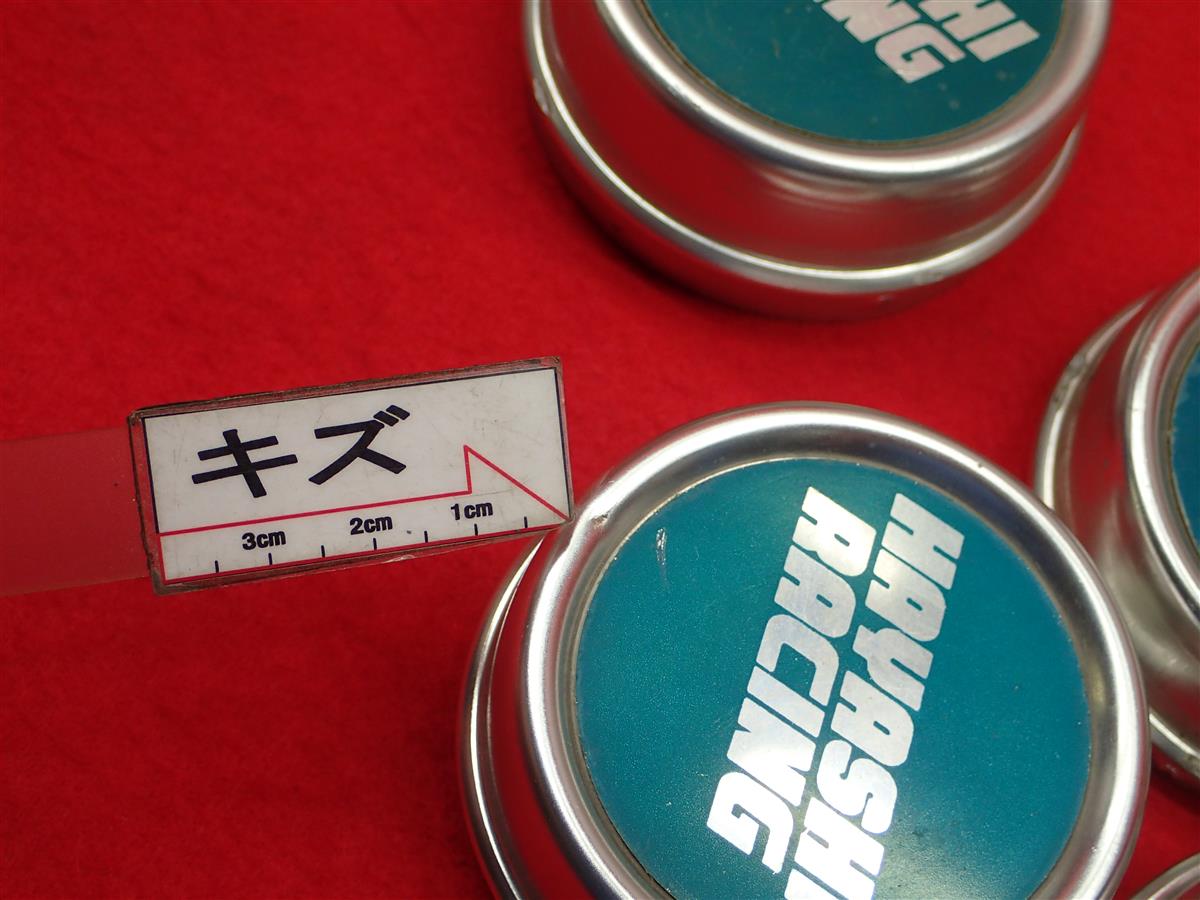 HI
NG
キズ
3cm 2cm 1cm
HAYASHI
RACING